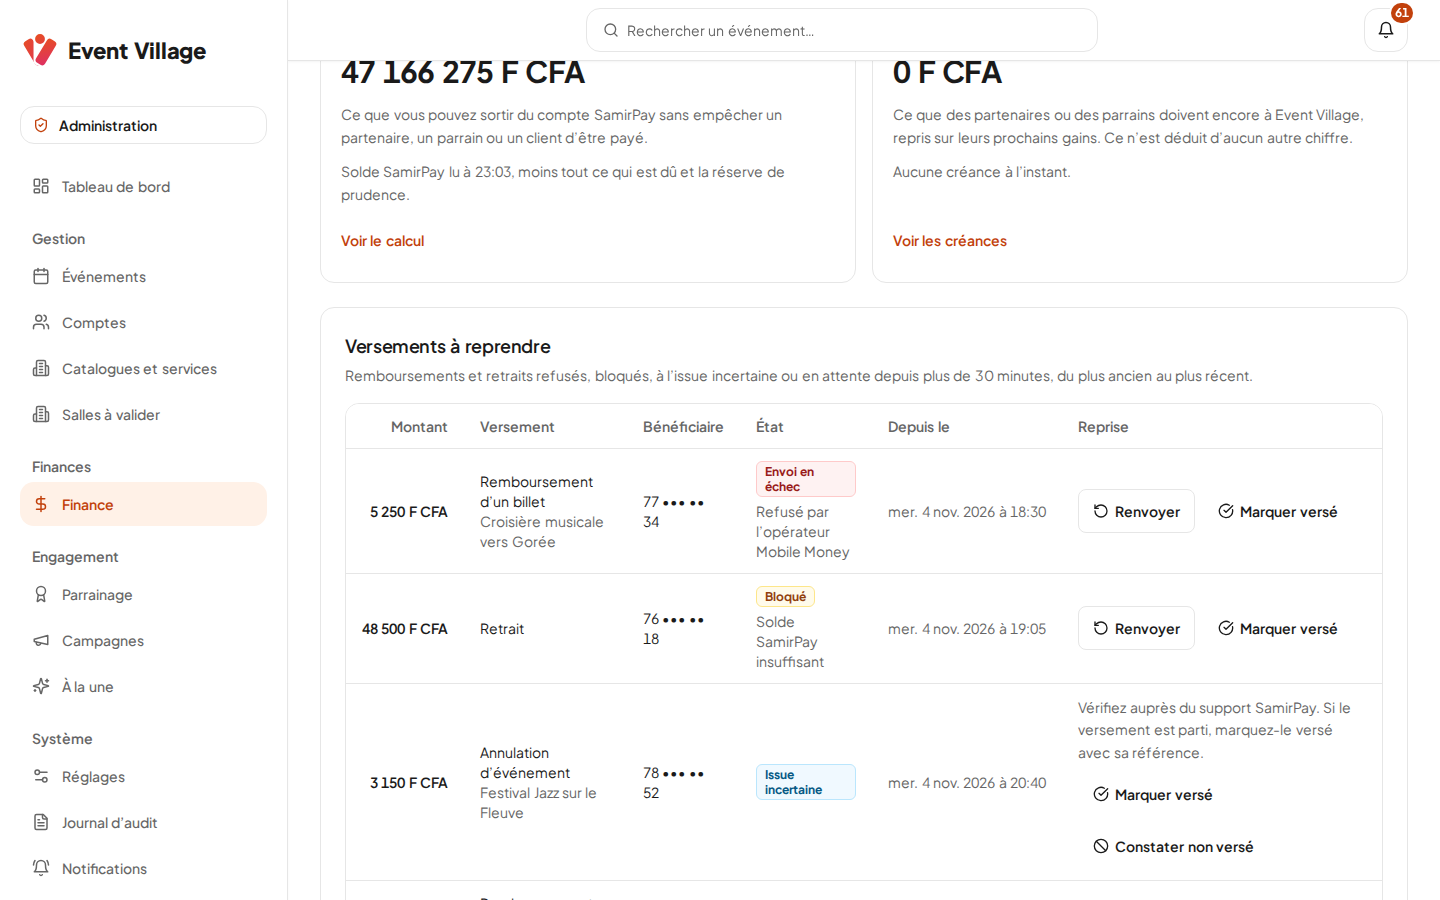 Event Village
Rechercher un événement…
61
Administration
Tableau de bord
Gestion
Événements
Comptes
Catalogues et services
Salles à valider
Finances
Finance
Engagement
Parrainage
Campagnes
À la une
Système
Réglages
Journal d'audit
Notifications
47 166 275 F CFA
Ce que vous pouvez sortir du compte SamirPay sans empêcher un
partenaire, un parrain ou un client d'être payé.
Solde SamirPay lu à 23:03, moins tout ce qui est dû et la réserve de
prudence.
Voir le calcul
0 F CFA
Ce que des partenaires ou des parrains doivent encore à Event Village,
repris sur leurs prochains gains. Ce n'est déduit d'aucun autre chiffre.
Aucune créance à l'instant.
Voir les créances
Versements à reprendre
Remboursements et retraits refusés, bloqués, à l'issue incertaine ou en attente depuis plus de 30 minutes, du plus ancien au plus récent.
Montant Versement Bénéficiaire État Depuis le Reprise
5 250 F CFA
Remboursement
d'un billet
Croisière musicale
vers Gorée
77 ••• ••
34
Envoi en
échec
Refusé par
l'opérateur
Mobile Money
mer. 4 nov. 2026 à 18:30
Renvoyer
Marquer versé
48 500 F CFA
Retrait
76 ••• ••
18
Bloqué
Solde
SamirPay
insuffisant
mer. 4 nov. 2026 à 19:05
Renvoyer
Marquer versé
3 150 F CFA
Annulation
d'événement
Festival Jazz sur le
Fleuve
78 ••• ••
52
Issue
incertaine
mer. 4 nov. 2026 à 20:40
Vérifiez auprès du support SamirPay. Si le
versement est parti, marquez-le versé
avec sa référence.
Marquer versé
Constater non versé